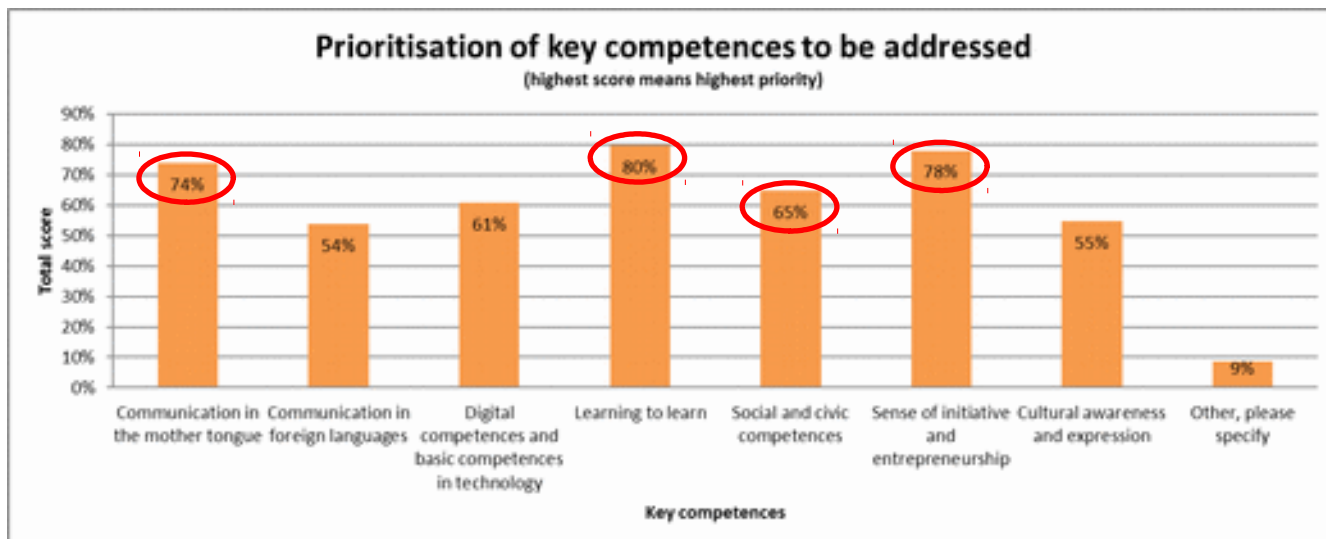 Prioritisation of key competences to be addressed
(highest score means highest priority)
90%
80%
70%
60%
50%
40%
30%
20%
10%
0%
Total score
74%
54%
61%
80%
65%
78%
55%
9%
Communication in
the mother tongue
Communication in
foreign languages
Digital
competences and
basic competences
in technology
Learning to learn
Social and civic
competences
Sense of initiative
and
entrepreneurship
Cultural awareness
and expression
Other, please
specify
Key competences